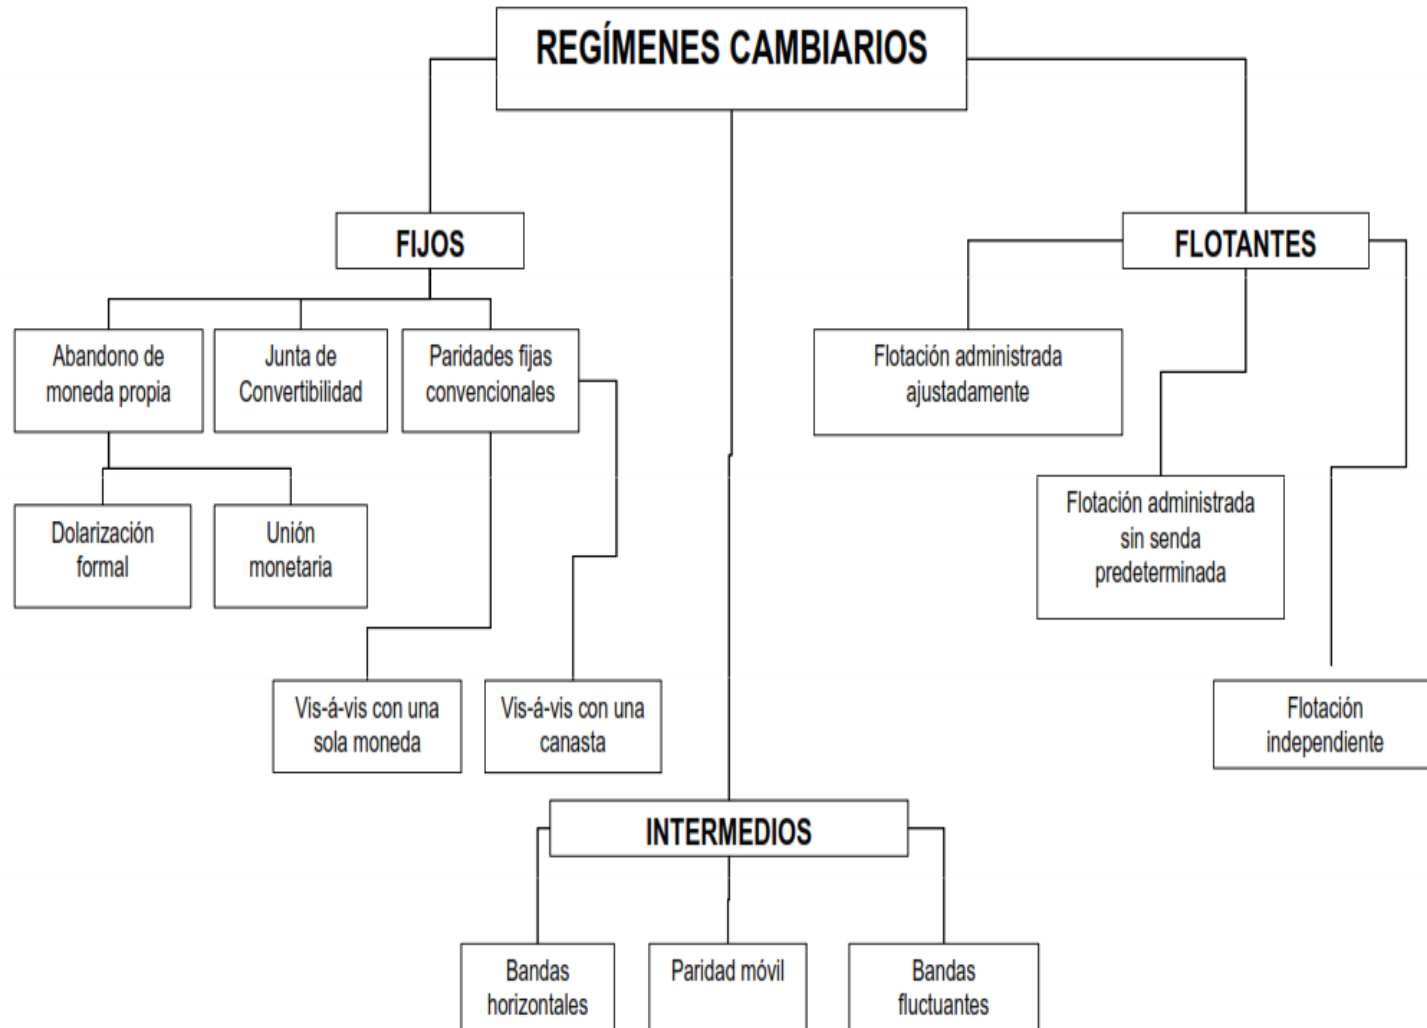 REGÍMENES CAMBIARIOS
FIJOS
FLOTANTES
Abandono de
moneda propia
Junta de
Convertibilidad
Paridades fijas
convencionales
Flotación administrada
ajustadamente
Dolarización
formal
Unión
monetaria
Flotación administrada
sin senda
predeterminada
Vis-á-vis con una
sola moneda
Vis-á-vis con una
canasta
Flotación
independiente
INTERMEDIOS
Bandas
horizontales
Paridad móvil
Bandas
fluctuantes